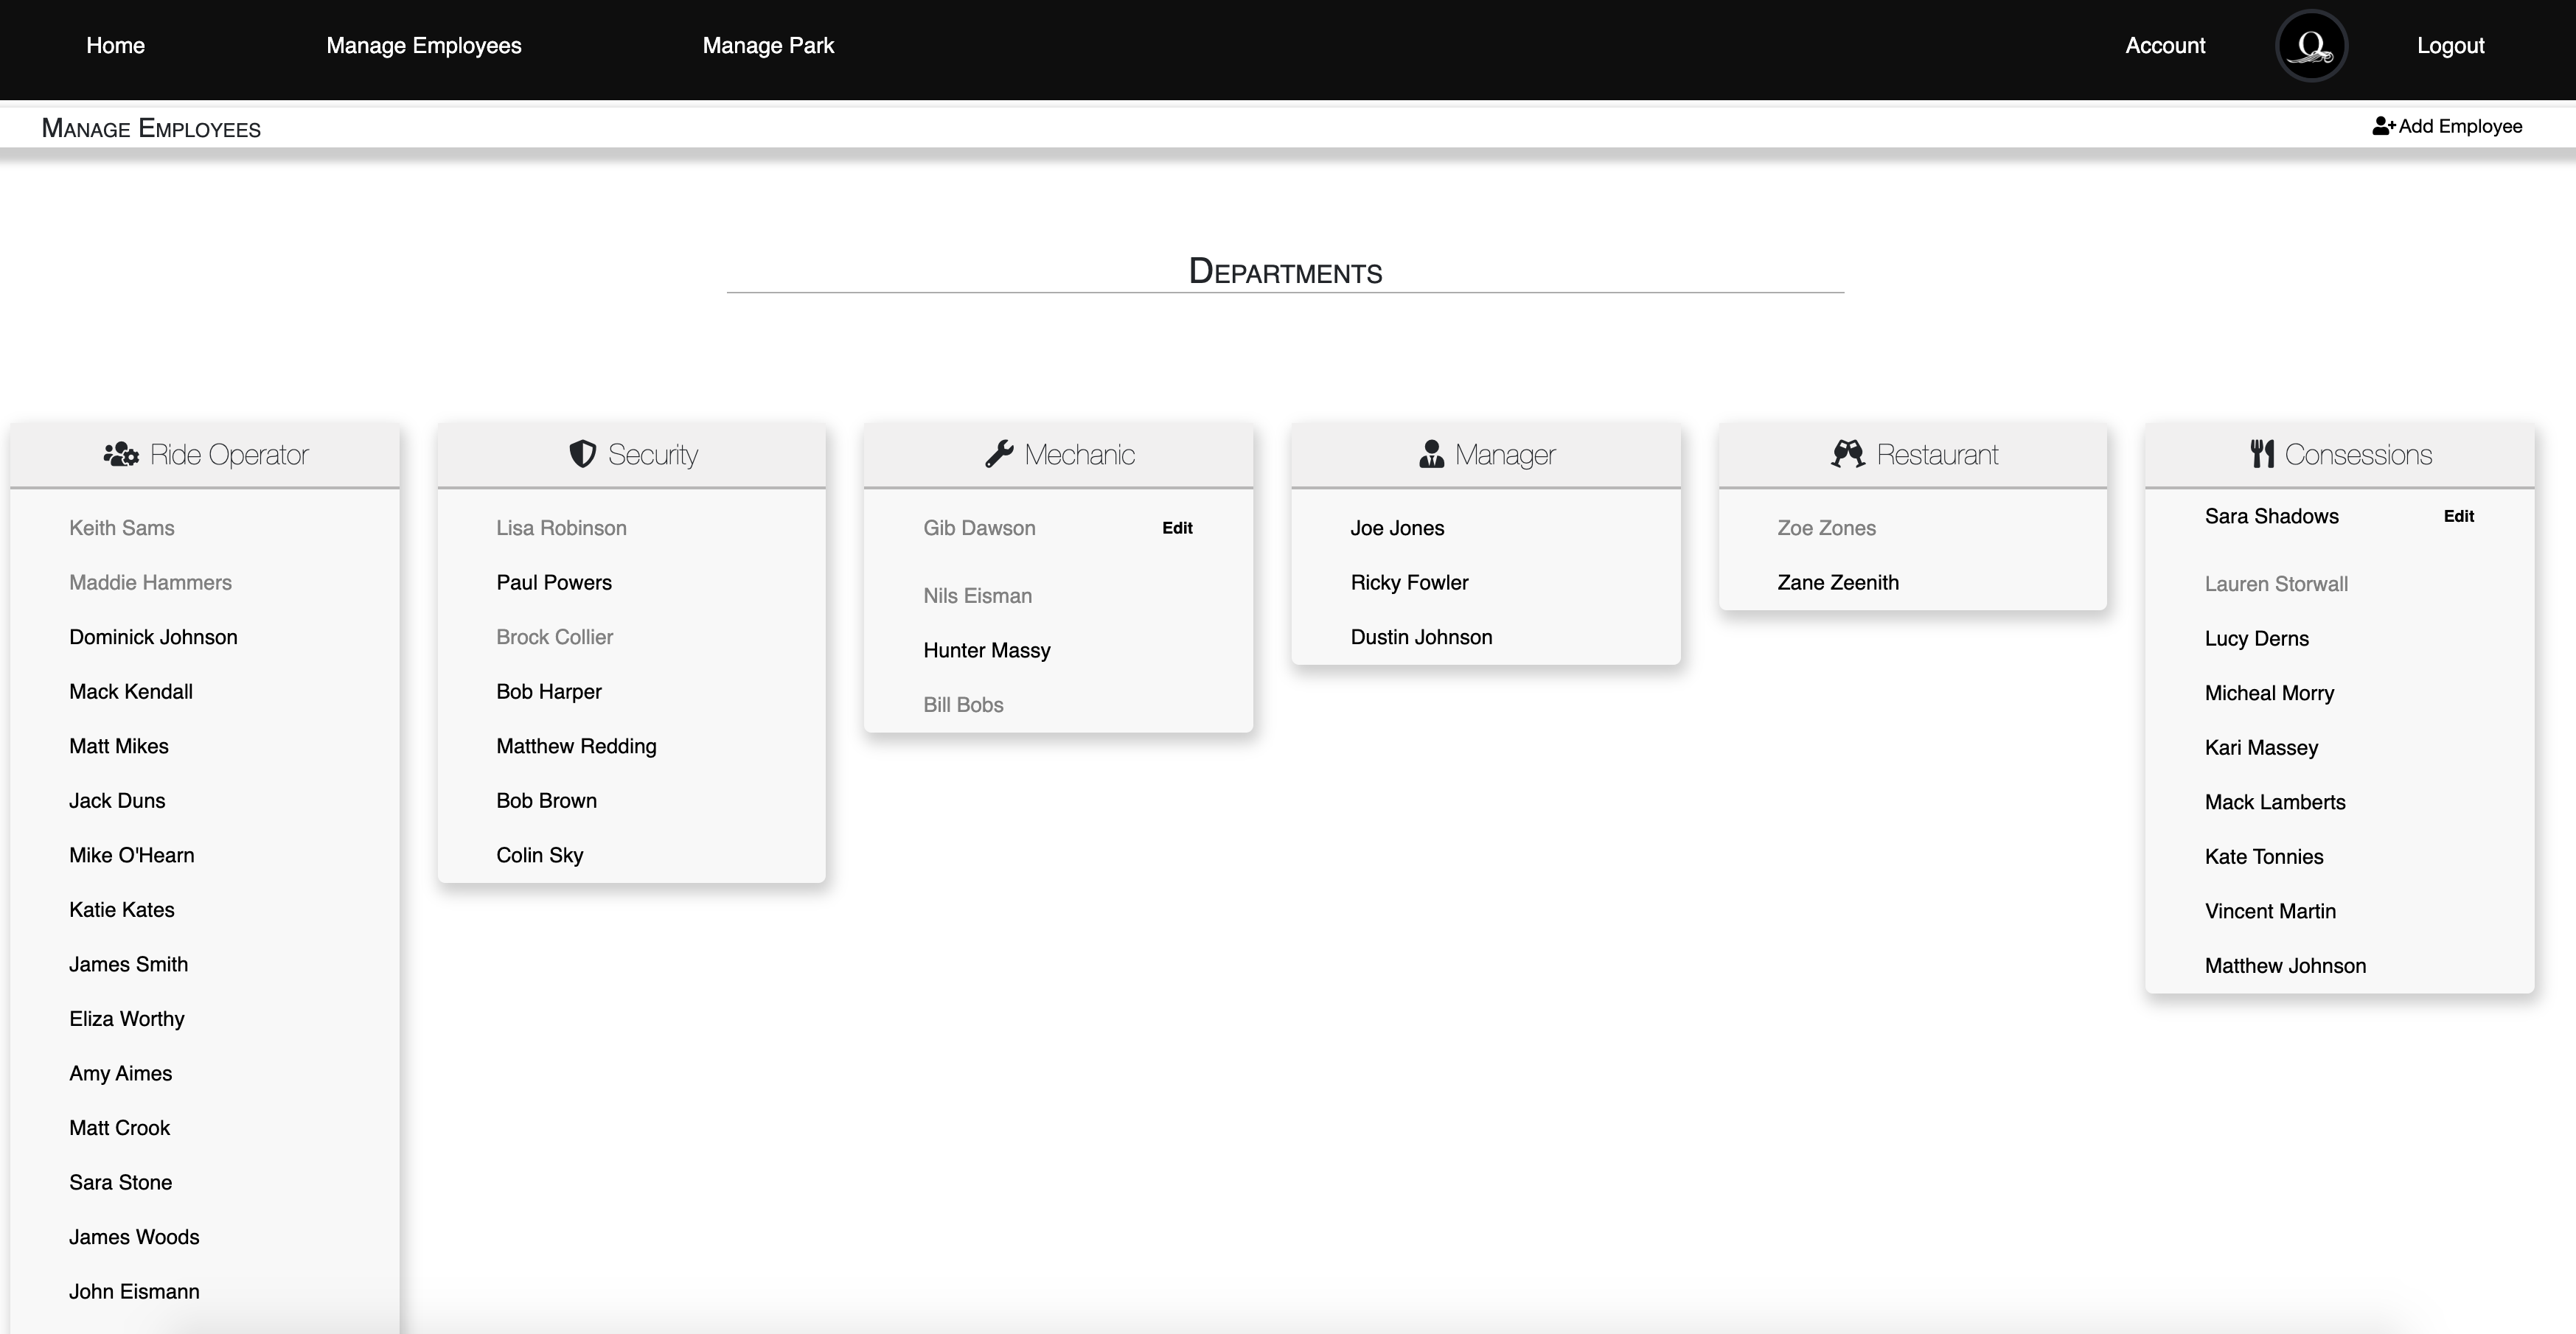 Home Manage Employees Manage Park Account Q Logout
Manage Employees Add Employee
Departments
Ride Operator
Keith Sams
Maddie Hammers
Dominick Johnson
Mack Kendall
Matt Mikes
Jack Duns
Mike O'Hearn
Katie Kates
James Smith
Eliza Worthy
Amy Aimes
Matt Crook
Sara Stone
James Woods
John Eismann
Security
Lisa Robinson
Paul Powers
Brock Collier
Bob Harper
Matthew Redding
Bob Brown
Colin Sky
Mechanic
Gib Dawson Edit
Nils Eisman
Hunter Massy
Bill Bobs
Manager
Joe Jones
Ricky Fowler
Dustin Johnson
Restaurant
Zoe Zones
Zane Zeenith
Consessions
Sara Shadows Edit
Lauren Storwall
Lucy Derns
Micheal Morry
Kari Massey
Mack Lamberts
Kate Tonnies
Vincent Martin
Matthew Johnson